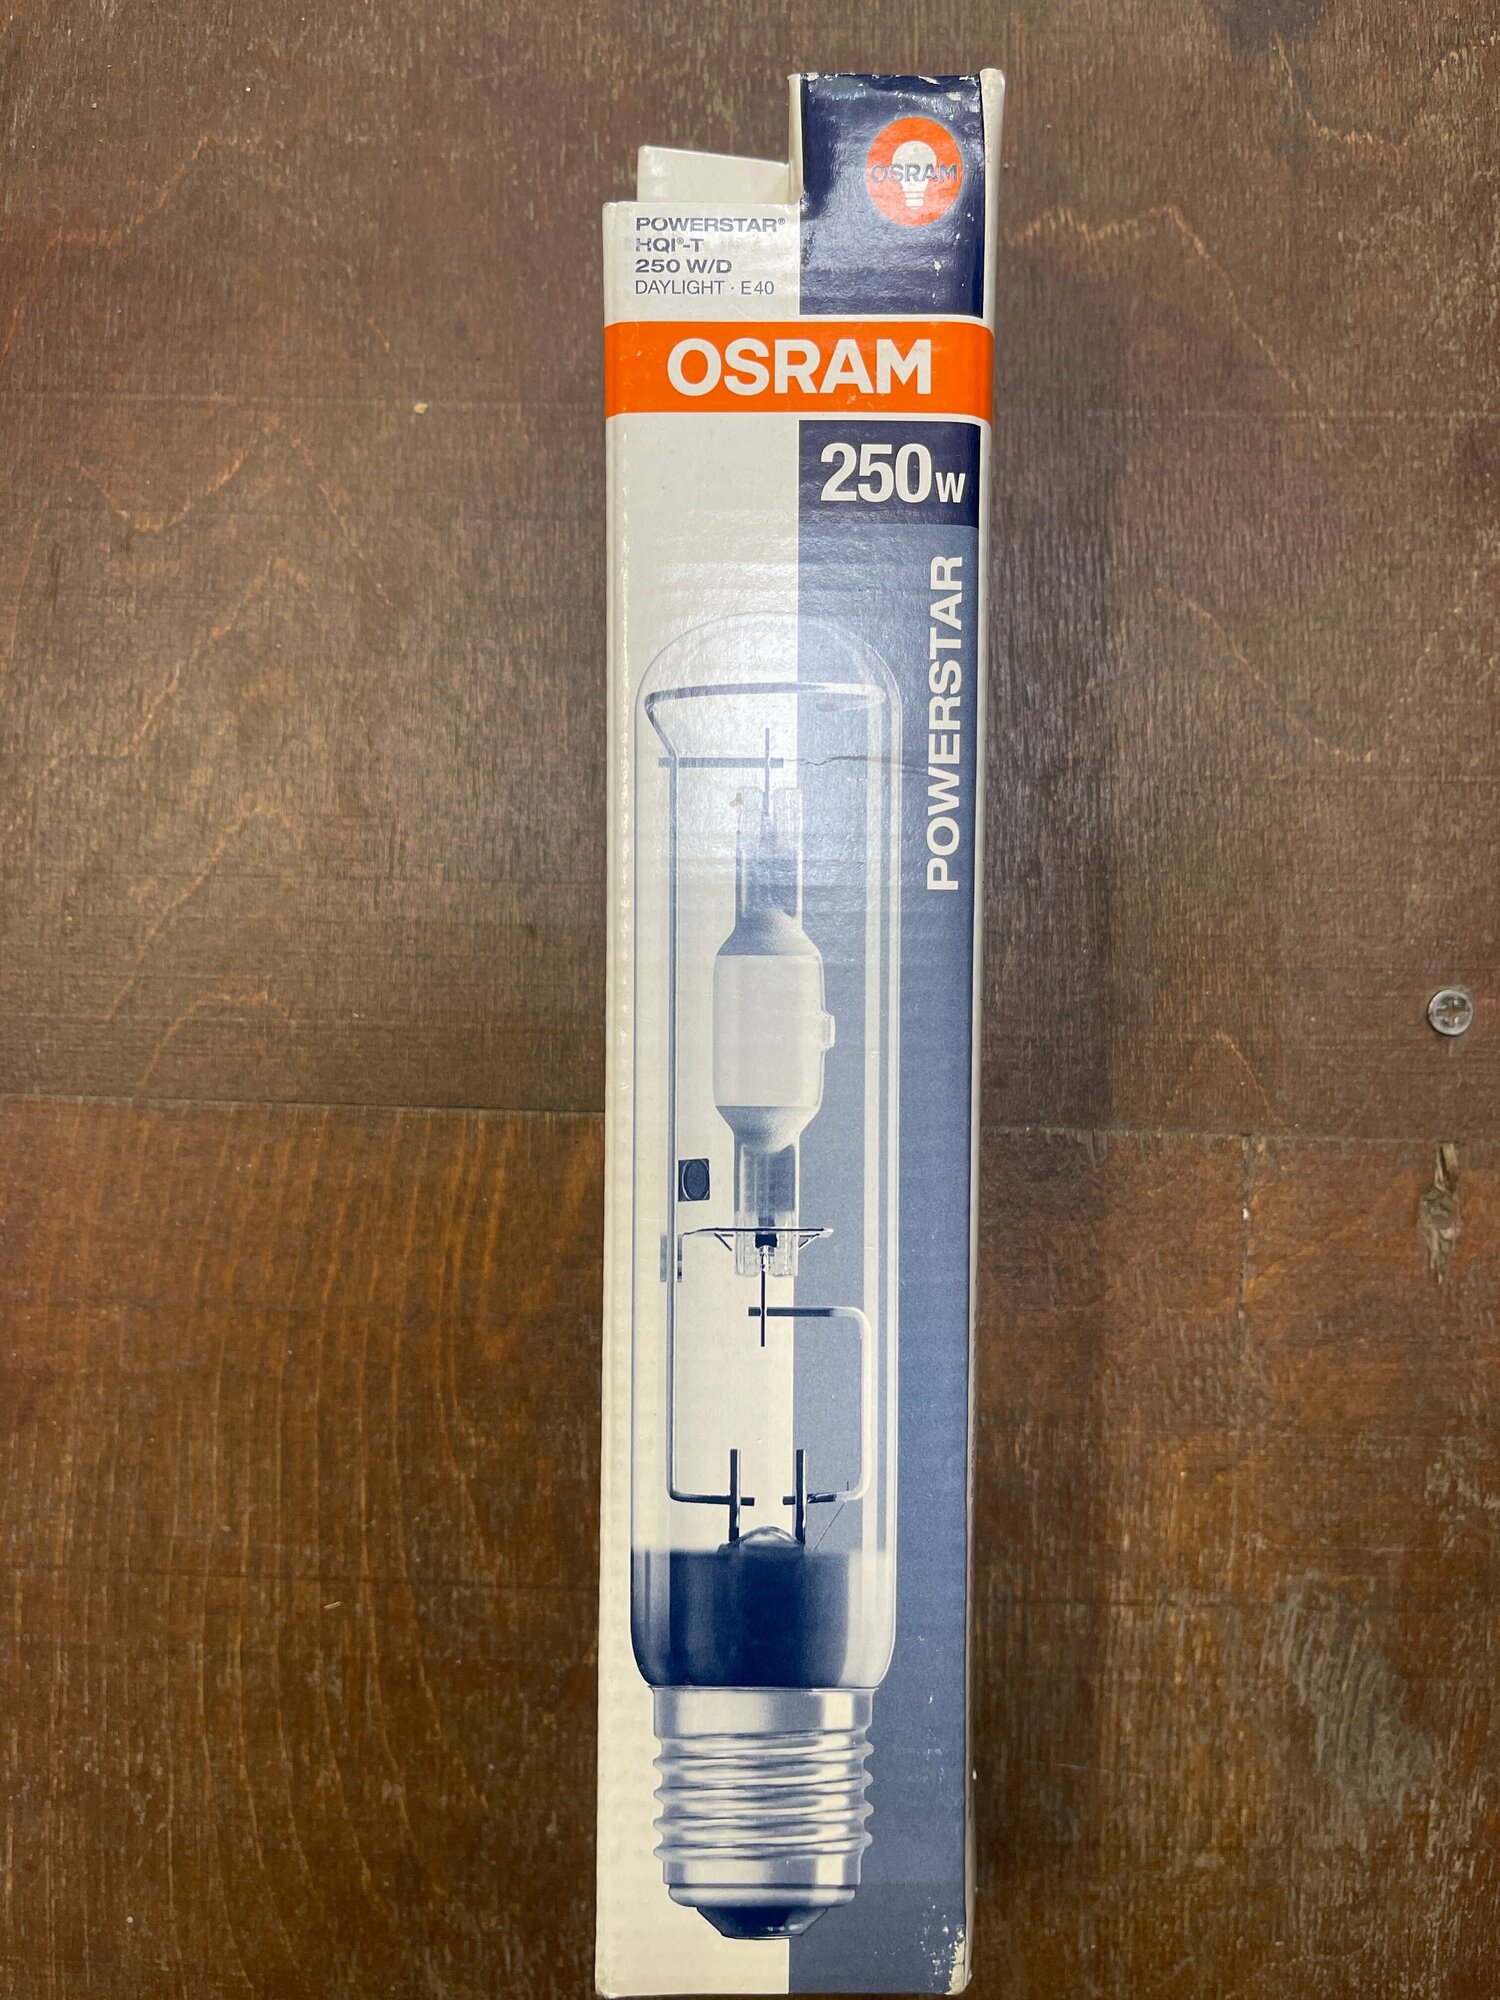 OSRAM
POWERSTAR®
HQI®-T
250 W/D
DAYLIGHT · E40
OSRAM
250W
POWERSTAR